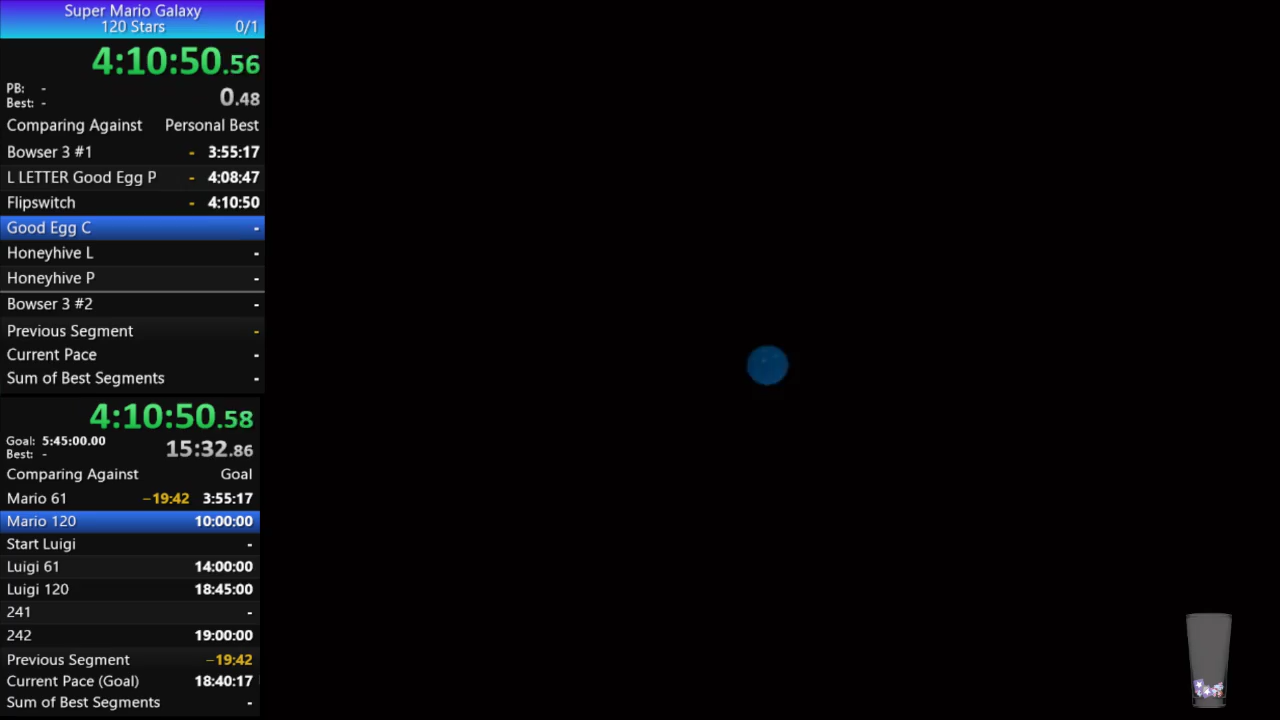 Super Mario Galaxy
120 Stars 0/1
4:10:50.56
PB: -
Best: -
0.48
Comparing Against Personal Best
Bowser 3 #1 - 3:55:17
L LETTER Good Egg P - 4:08:47
Flipswitch - 4:10:50
Good Egg C -
Honeyhive L -
Honeyhive P -
Bowser 3 #2 -
Previous Segment -
Current Pace -
Sum of Best Segments -
4:10:50.58
Goal: 5:45:00.00
Best: -
15:32.86
Comparing Against Goal
Mario 61 −19:42 3:55:17
Mario 120 10:00:00
Start Luigi -
Luigi 61 14:00:00
Luigi 120 18:45:00
241 -
242 19:00:00
Previous Segment −19:42
Current Pace (Goal) 18:40:17
Sum of Best Segments -